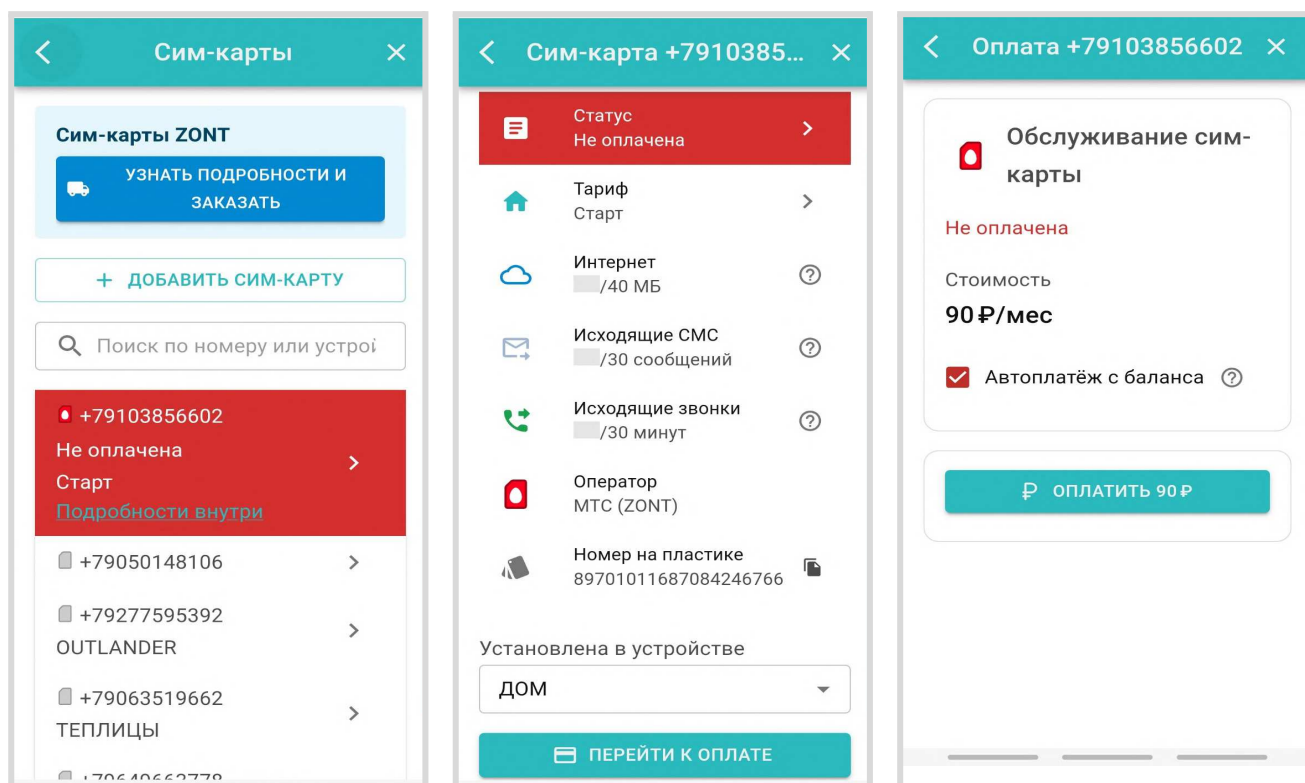 Сим-карты
Сим-карты ZONT
УЗНАТЬ ПОДРОБНОСТИ И
ЗАКАЗАТЬ
+ ДОБАВИТЬ СИМ-КАРТУ
Поиск по номеру или
+79103856602
Не оплачена
Старт
Подробности внутри
+79050148106
+79277595392
OUTLANDER
+79063519662
ТЕПЛИЦЫ
Сим-карта +7910385...
Статус
Не оплачена
Тариф
Старт
Интернет
/40 МБ
Исходящие СМС
/30 сообщений
Исходящие звонки
/30 минут
Оператор
МТС (ZONT)
Номер на пластике
89701011687084246766
Установлена в устройстве
ДОМ
ПЕРЕЙТИ К ОПЛАТЕ
Оплата +79103856602
Обслуживание сим-
карты
Не оплачена
Стоимость
90 ₽/мес
Автоплатёж с баланса
₽ ОПЛАТИТЬ 90 ₽